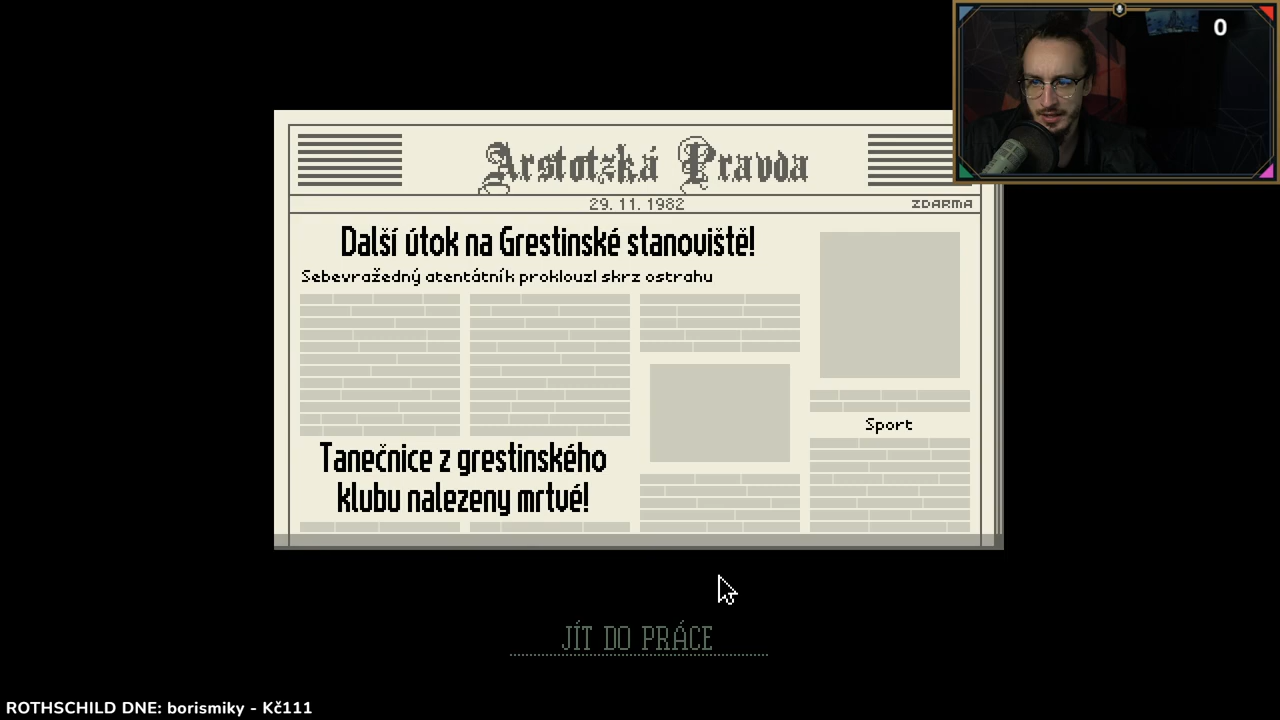 0
Arstotzká Pravda
29. 11. 1982
ZDARMA
Další útok na Grestinské stanoviště!
Sebevražedný atentátník proklouzl skrz ostrahu
Sport
Tanečnice z grestinského
klubu nalezeny mrtvé!
JÍT DO PRÁCE
ROTHSCHILD DNE: borismiky - Kč111